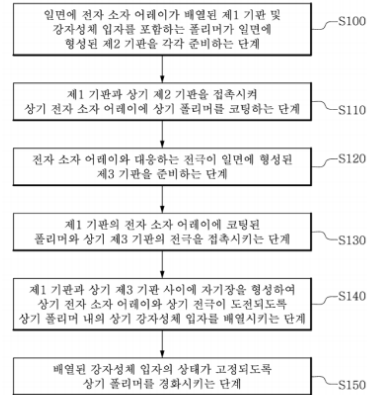 일면에 전자 소자 어레이가 배열된 제1 기판 및
강자성체 입자를 포함하는 폴리머가 일면에
형성된 제2 기판을 각각 준비하는 단계
S100
제1 기판과 상기 제2 기판을 접촉시켜
상기 전자 소자 어레이에 상기 폴리머를 코팅하는 단계
S110
전자 소자 어레이와 대응하는 전극이 일면에 형성된
제3 기판을 준비하는 단계
S120
제1 기판의 전자 소자 어레이에 코팅된
폴리머와 상기 제3 기판의 전극을 접촉시키는 단계
S130
제1 기판과 상기 제3 기판 사이에 자기장을 형성하여
상기 전자 소자 어레이와 상기 전극이 도전되도록
상기 폴리머 내의 상기 강자성체 입자를 배열시키는 단계
S140
배열된 강자성체 입자의 상태가 고정되도록
상기 폴리머를 경화시키는 단계
S150